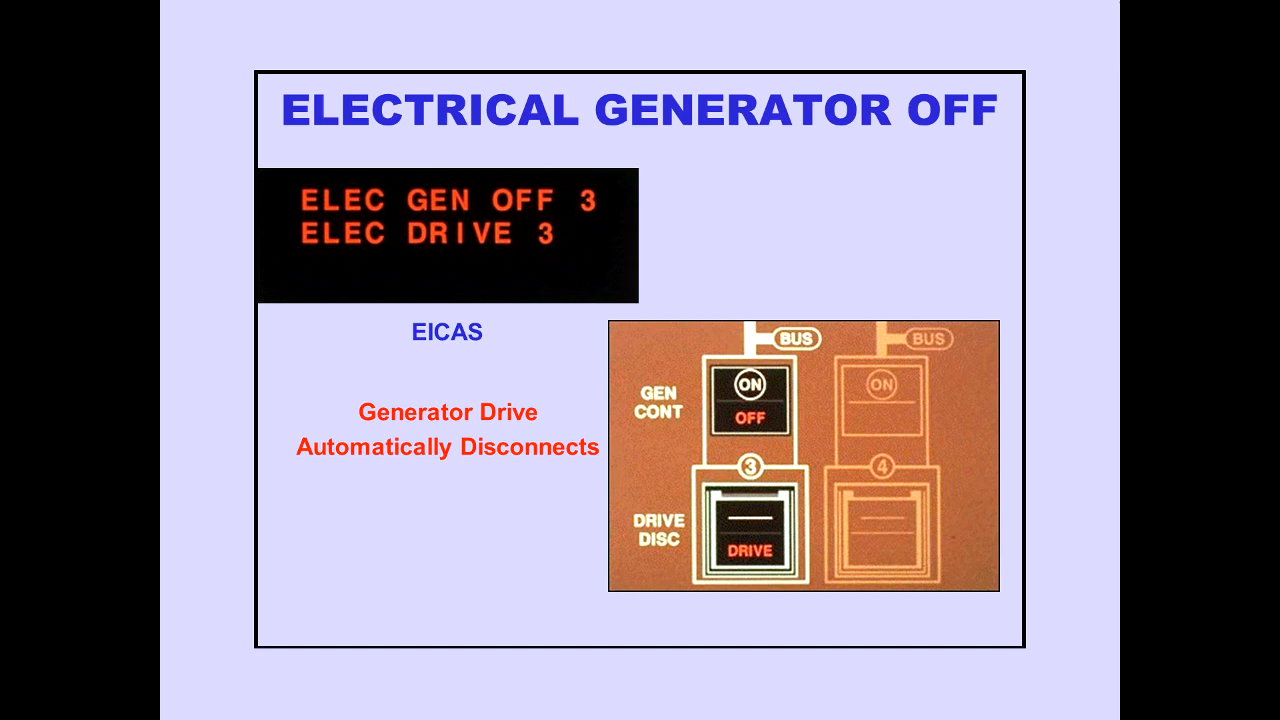 ELECTRICAL GENERATOR OFF
ELEC GEN OFF 3
ELEC DRIVE 3
EICAS
Generator Drive
Automatically Disconnects
BUS
BUS
GEN
CONT
ON
OFF
ON
3
4
DRIVE
DISC
DRIVE